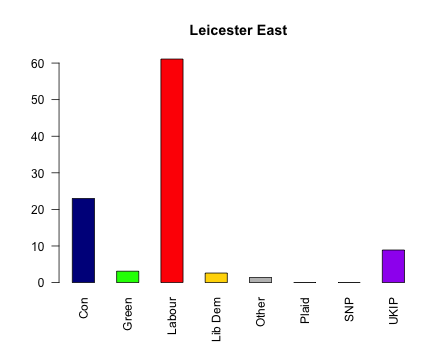 Leicester East
60
50
40
30
20
10
0
Con
Green
Labour
Lib Dem
Other
Plaid
SNP
UKIP